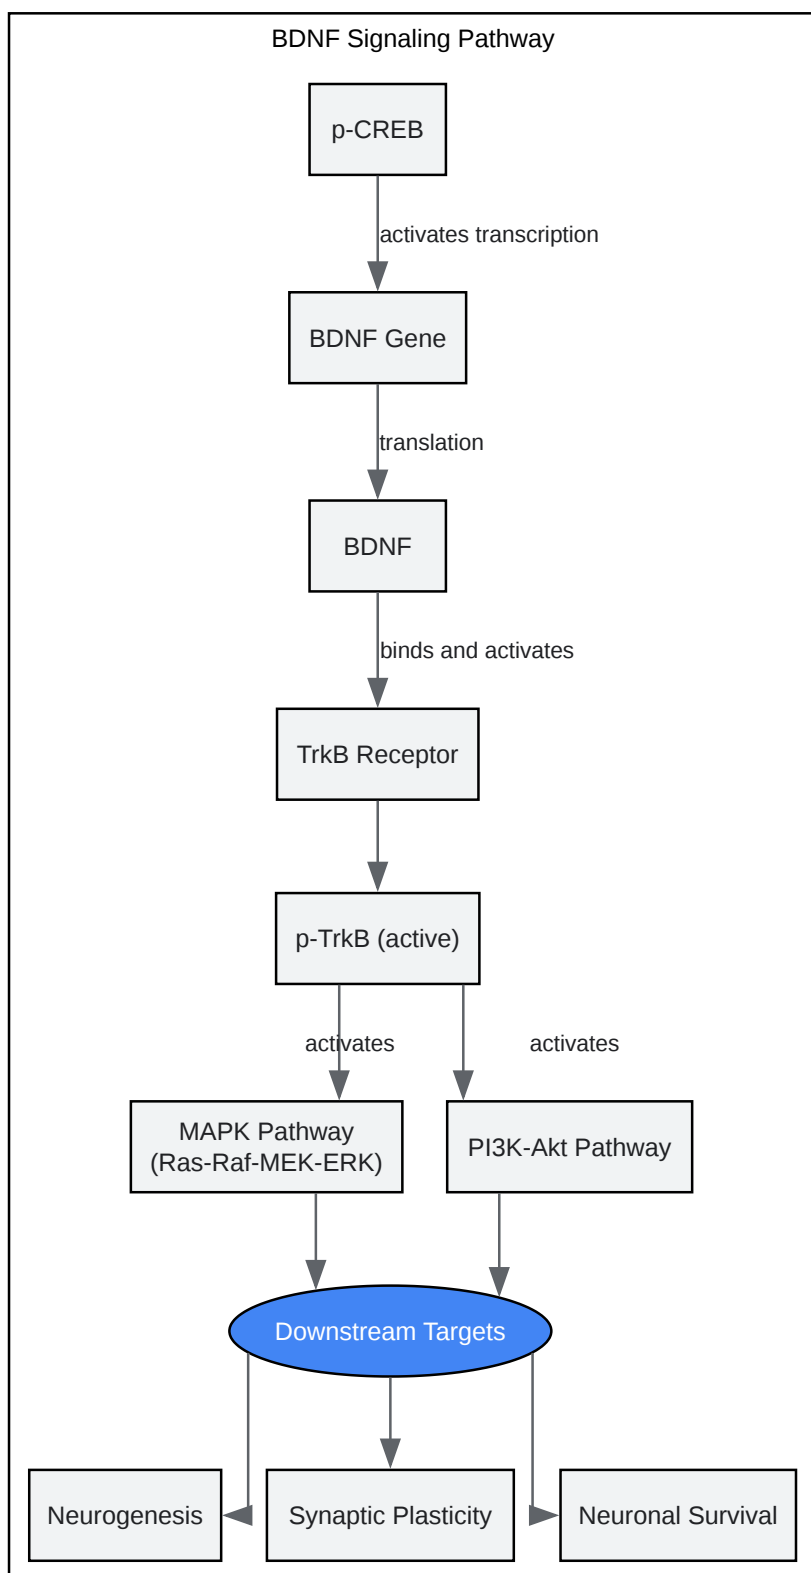 BDNF Signaling Pathway
p-CREB
activates transcription
BDNF Gene
translation
BDNF
binds and activates
TrkB Receptor
p-TrkB (active)
activates
activates
MAPK Pathway
(Ras-Raf-MEK-ERK)
PI3K-Akt Pathway
Downstream Targets
Neurogenesis
Synaptic Plasticity
Neuronal Survival